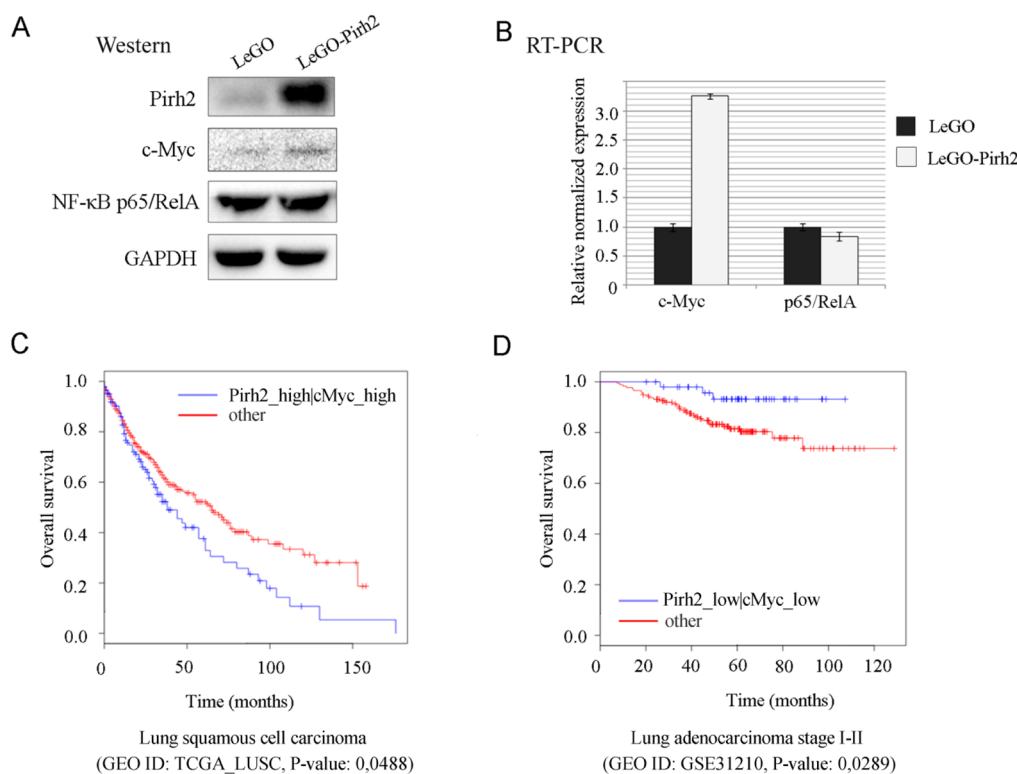 A
Western
LeGO
LeGO-Pirh2
Pirh2
c-Myc
NF-κB p65/RelA
GAPDH
B
RT-PCR
Relative normalized expression
3.0
2.5
2.0
1.5
1.0
0.5
0
c-Myc
p65/RelA
LeGO
LeGO-Pirh2
C
Overall survival
1.0
0.8
0.6
0.4
0.2
0.0
Pirh2_high|cMyc_high
other
0
50
100
150
Time (months)
Lung squamous cell carcinoma
(GEO ID: TCGA_LUSC, P-value: 0,0488)
D
Overall survival
1.0
0.8
0.6
0.4
0.2
0.0
Pirh2_low|cMyc_low
other
0
20
40
60
80
100
120
Time (months)
Lung adenocarcinoma stage I-II
(GEO ID: GSE31210, P-value: 0,0289)